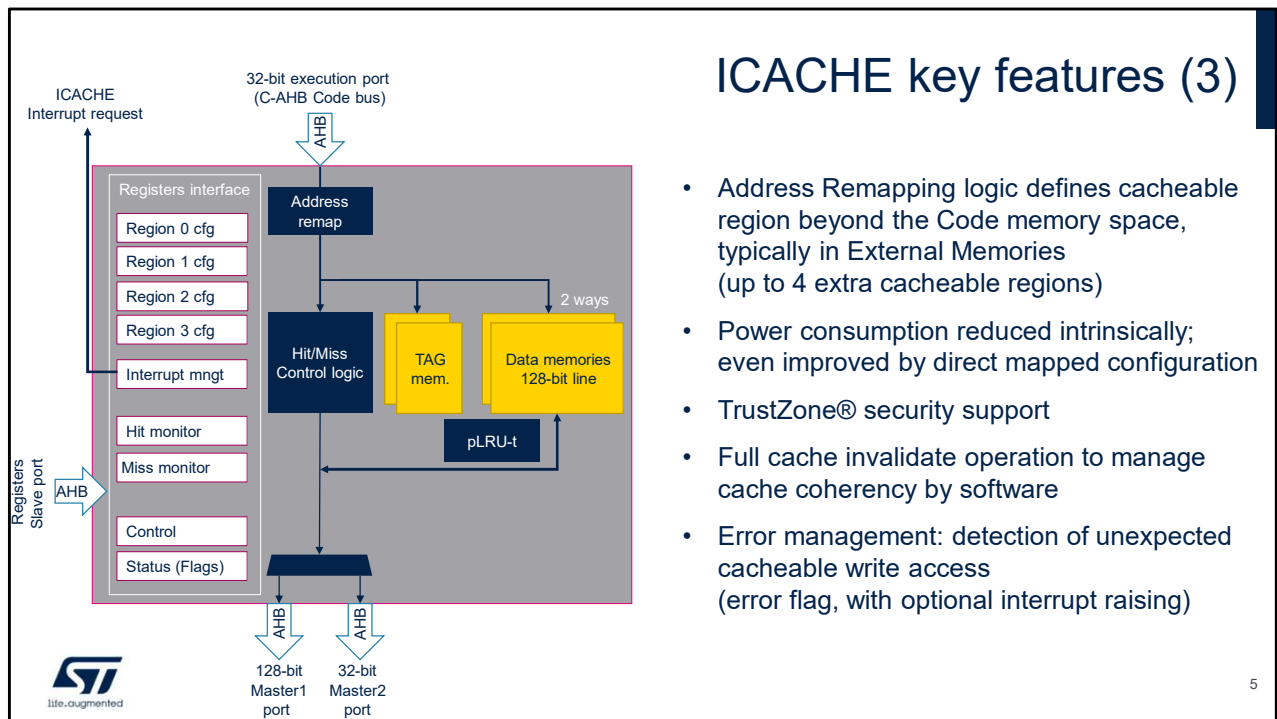 ICACHE key features (3)
32-bit execution port
(C-AHB Code bus)
ICACHE
Interrupt request
AHB
Registers interface
Address
remap
Region 0 cfg
Region 1 cfg
Region 2 cfg
Region 3 cfg
Interrupt mngt
Hit monitor
Miss monitor
Control
Status (Flags)
2 ways
Hit/Miss
Control logic
TAG
mem.
Data memories
128-bit line
pLRU-t
Registers
Slave port
AHB
AHB
AHB
128-bit
Master1
port
32-bit
Master2
port
• Address Remapping logic defines cacheable
region beyond the Code memory space,
typically in External Memories
(up to 4 extra cacheable regions)
• Power consumption reduced intrinsically;
even improved by direct mapped configuration
• TrustZone® security support
• Full cache invalidate operation to manage
cache coherency by software
• Error management: detection of unexpected
cacheable write access
(error flag, with optional interrupt raising)
ST
life.augmented
5